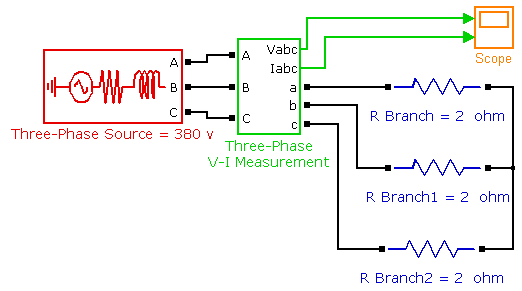 Vabc
Iabc
Scope
A
B
C
A
B
C
a
b
c
Three-Phase Source = 380 v
Three-Phase
V-I Measurement
R Branch = 2 ohm
R Branch1 = 2 ohm
R Branch2 = 2 ohm